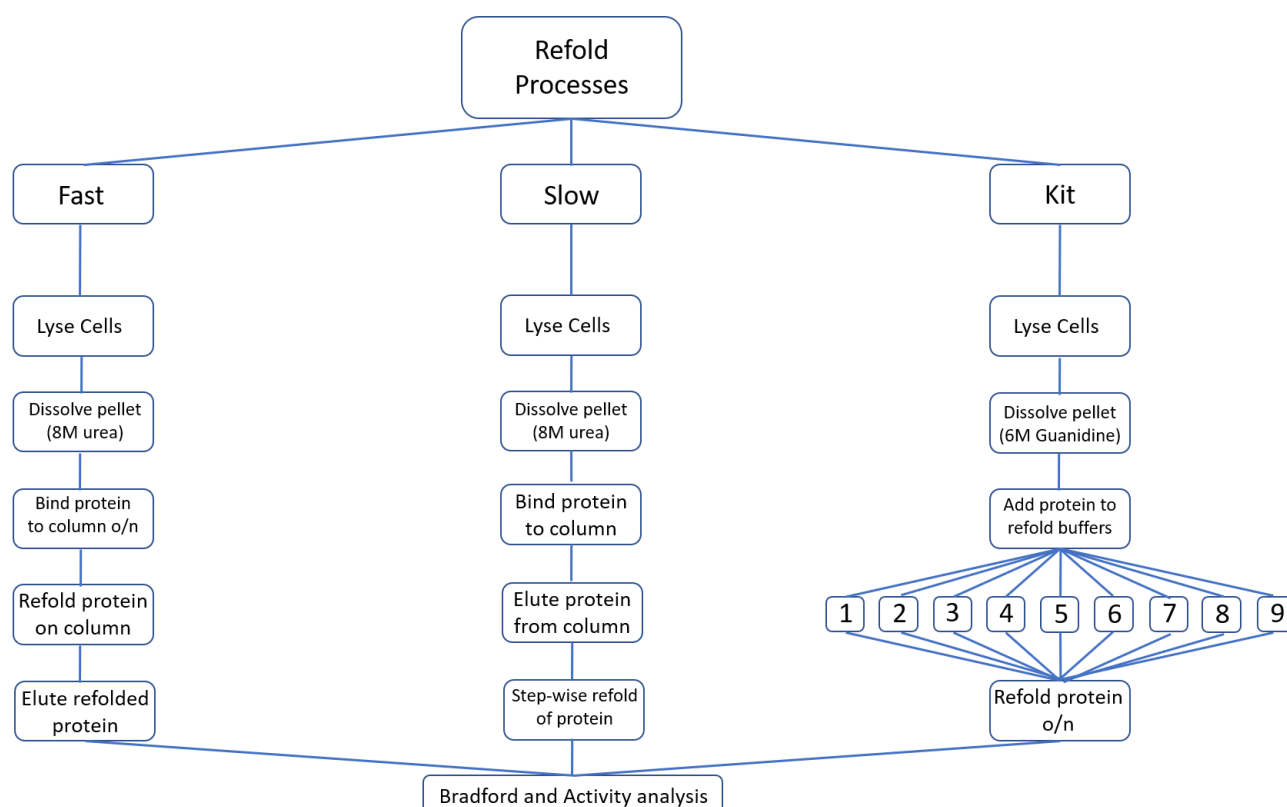 Refold
Processes
Fast
Slow
Kit
Lyse Cells
Lyse Cells
Lyse Cells
Dissolve pellet
(8M urea)
Dissolve pellet
(8M urea)
Dissolve pellet
(6M Guanidine)
Bind protein
to column o/n
Bind protein
to column
Add protein to
refold buffers
Refold protein
on column
Elute protein
from column
1
2
3
4
5
6
7
8
9
Elute refolded
protein
Step-wise refold
of protein
Refold protein
o/n
Bradford and Activity analysis